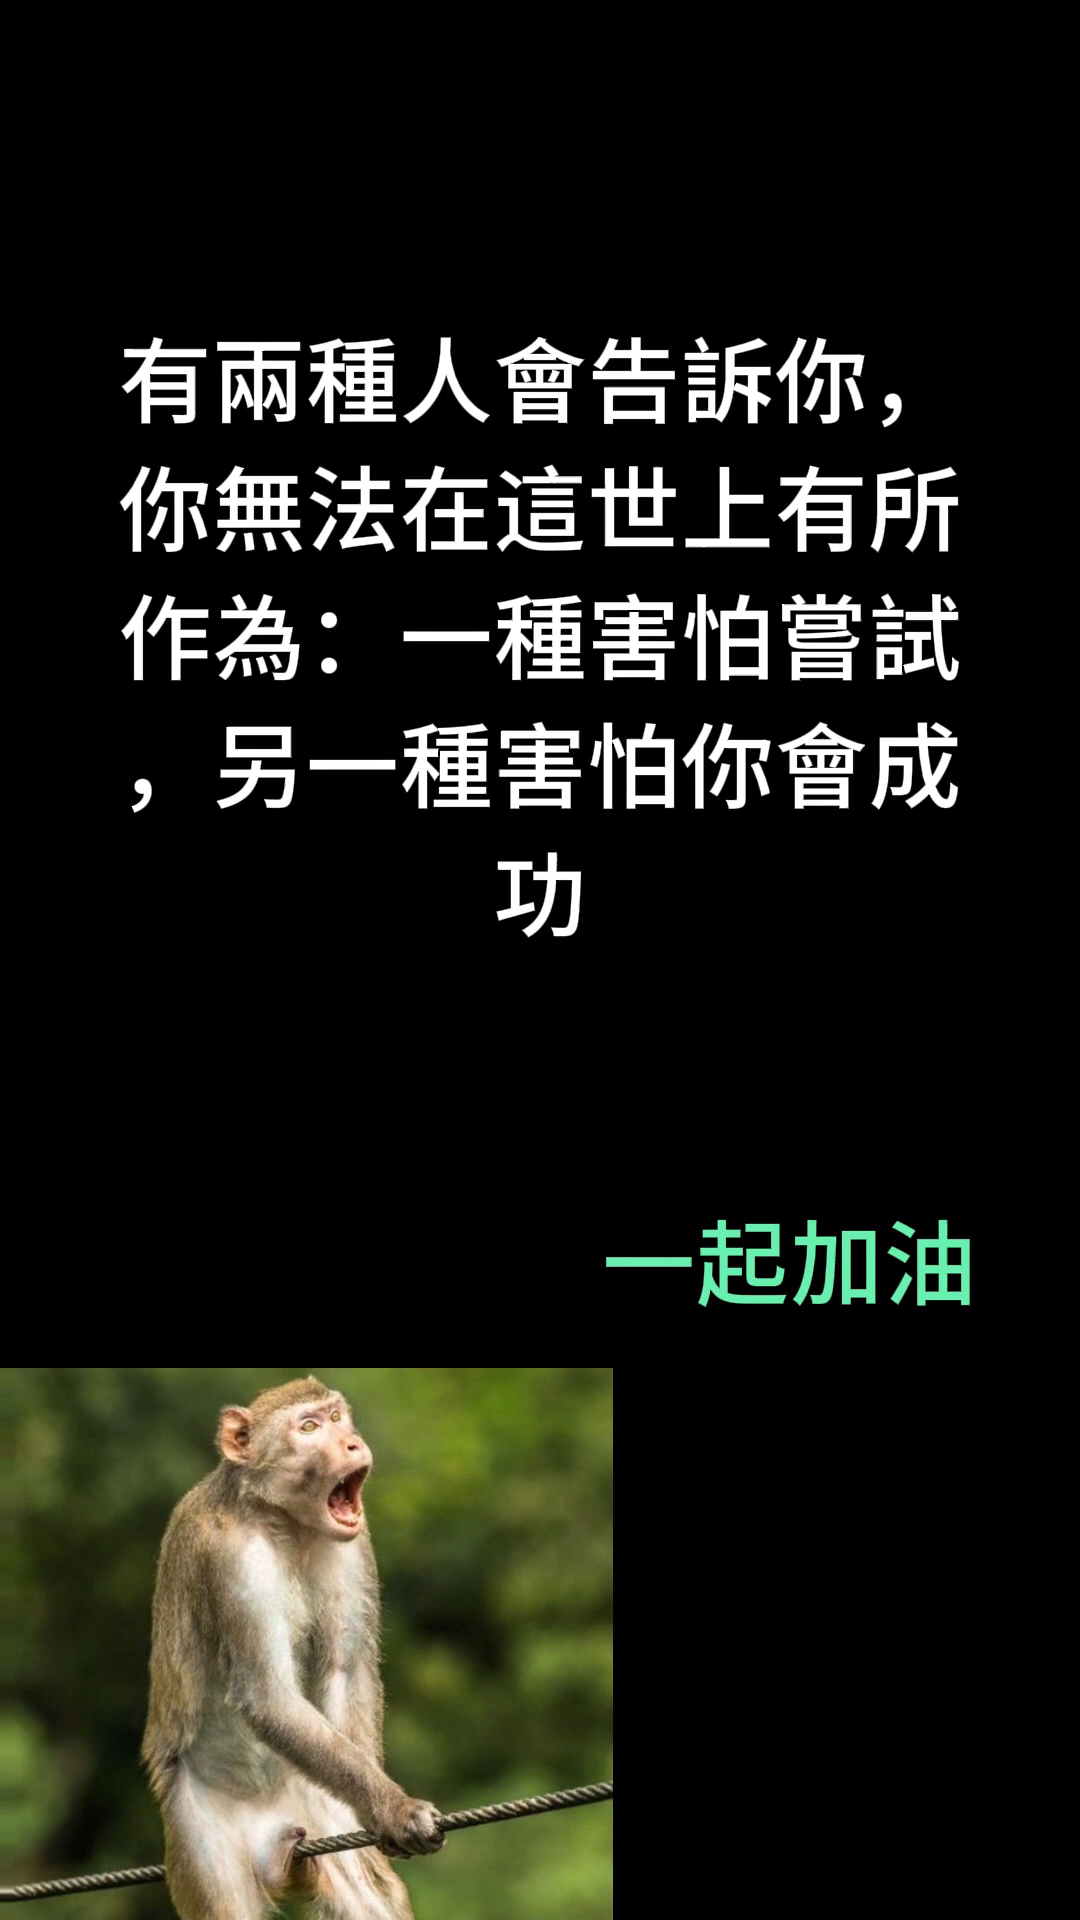 有兩種人會告訴你，
你無法在這世上有所
作為：一種害怕嘗試
，另一種害怕你會成
功
一起加油